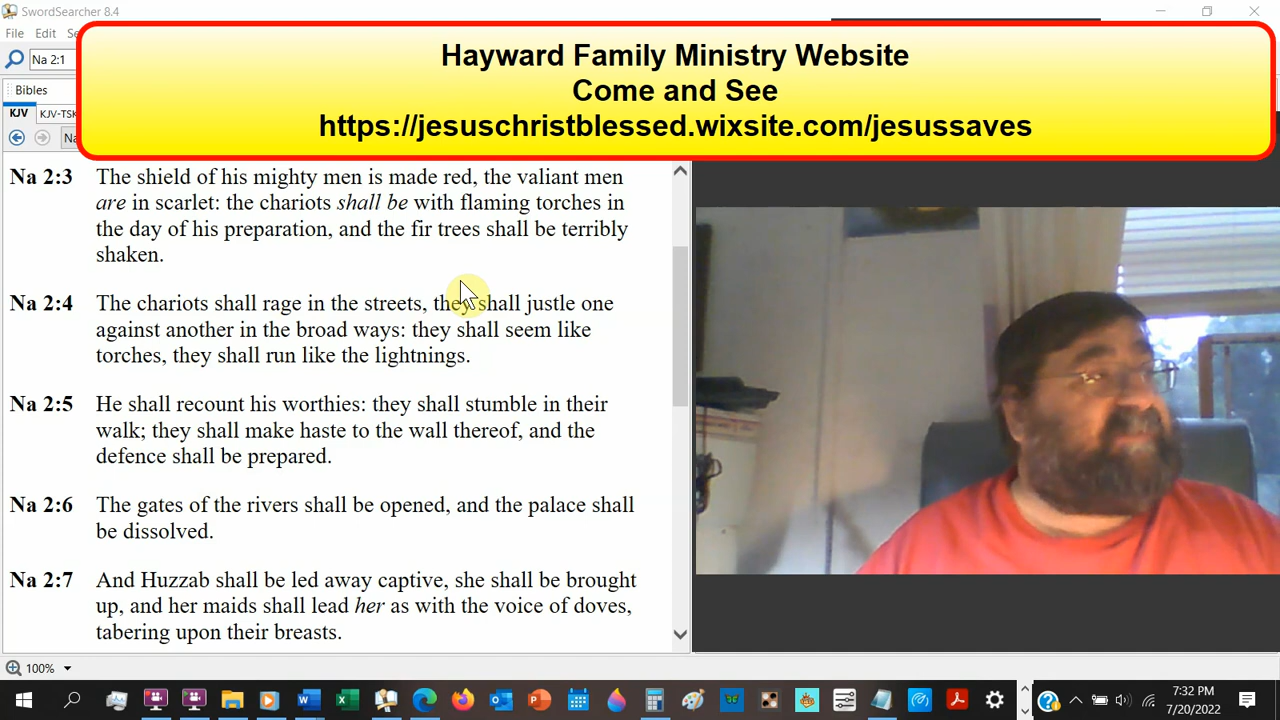 SwordSearcher 8.4
File Edit Se
Hayward Family Ministry Website
Come and See
https://jesuschristblessed.wixsite.com/jesussaves
Na 2:1
Bibles
KJV KJV-TSK
Na
Na 2:3 The shield of his mighty men is made red, the valiant men
are in scarlet: the chariots shall be with flaming torches in
the day of his preparation, and the fir trees shall be terribly
shaken.
Na 2:4 The chariots shall rage in the streets, they shall justle one
against another in the broad ways: they shall seem like
torches, they shall run like the lightnings.
Na 2:5 He shall recount his worthies: they shall stumble in their
walk; they shall make haste to the wall thereof, and the
defence shall be prepared.
Na 2:6 The gates of the rivers shall be opened, and the palace shall
be dissolved.
Na 2:7 And Huzzab shall be led away captive, she shall be brought
up, and her maids shall lead her as with the voice of doves,
tabering upon their breasts.
100%
7:32 PM
7/20/2022